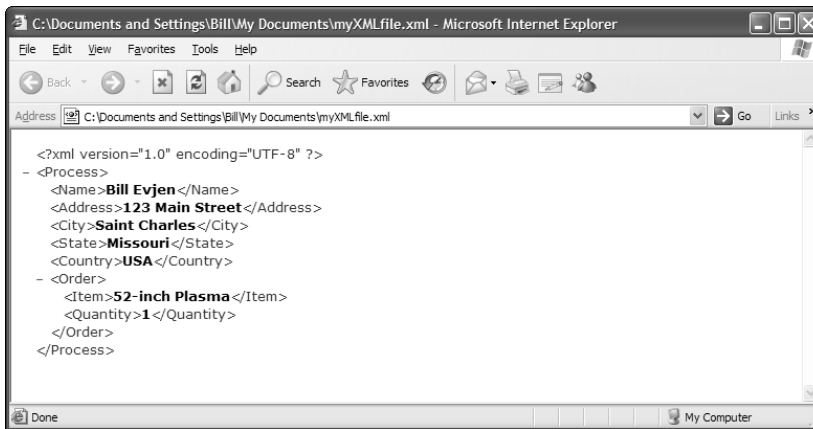 C:\Documents and Settings\Bill\My Documents\myXMLfile.xml - Microsoft Internet Explorer
File Edit View Favorites Tools Help
Back Search Favorites
Address C:\Documents and Settings\Bill\My Documents\myXMLfile.xml Go Links »
<?xml version="1.0" encoding="UTF-8" ?>
- <Process>
<Name>Bill Evjen</Name>
<Address>123 Main Street</Address>
<City>Saint Charles</City>
<State>Missouri</State>
<Country>USA</Country>
- <Order>
<Item>52-inch Plasma</Item>
<Quantity>1</Quantity>
</Order>
</Process>
Done My Computer